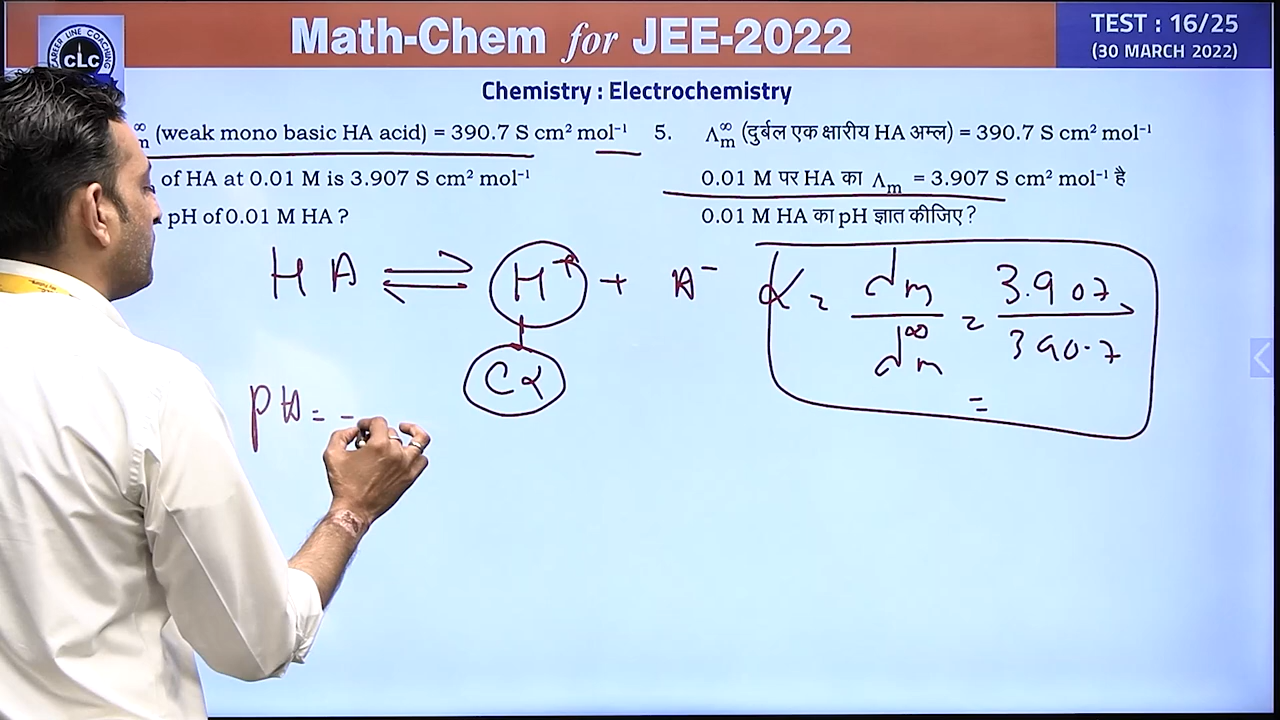 Math-Chem for JEE-2022
TEST : 16/25
(30 MARCH 2022)
CAREER LINE COACHING
CLC
Chemistry : Electrochemistry
∞m (weak mono basic HA acid) = 390.7 S cm² mol⁻¹
of HA at 0.01 M is 3.907 S cm² mol⁻¹
pH of 0.01 M HA ?
5. Λ∞m (दुर्बल एक क्षारीय HA अम्ल) = 390.7 S cm² mol⁻¹
0.01 M पर HA का Λm = 3.907 S cm² mol⁻¹ है
0.01 M HA का pH ज्ञात कीजिए ?
HA ⇌ H⁺ + A⁻
Cα
α = Λm / Λ∞m = 3.907 / 390.7
=
pH = -